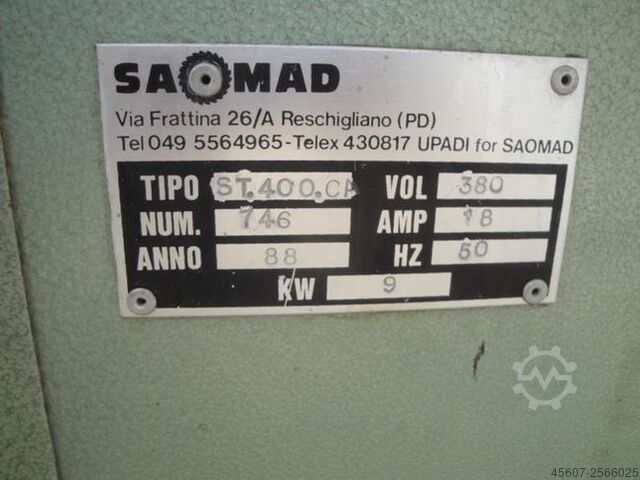 SAOMAD
Via Frattina 26/A Reschigliano (PD)
Tel 049 5564965-Telex 430817 UPADI for SAOMAD
TIPO ST.400.CA VOL 380
NUM. 746 AMP 18
ANNO 88 HZ 50
KW 9
45607-2566025